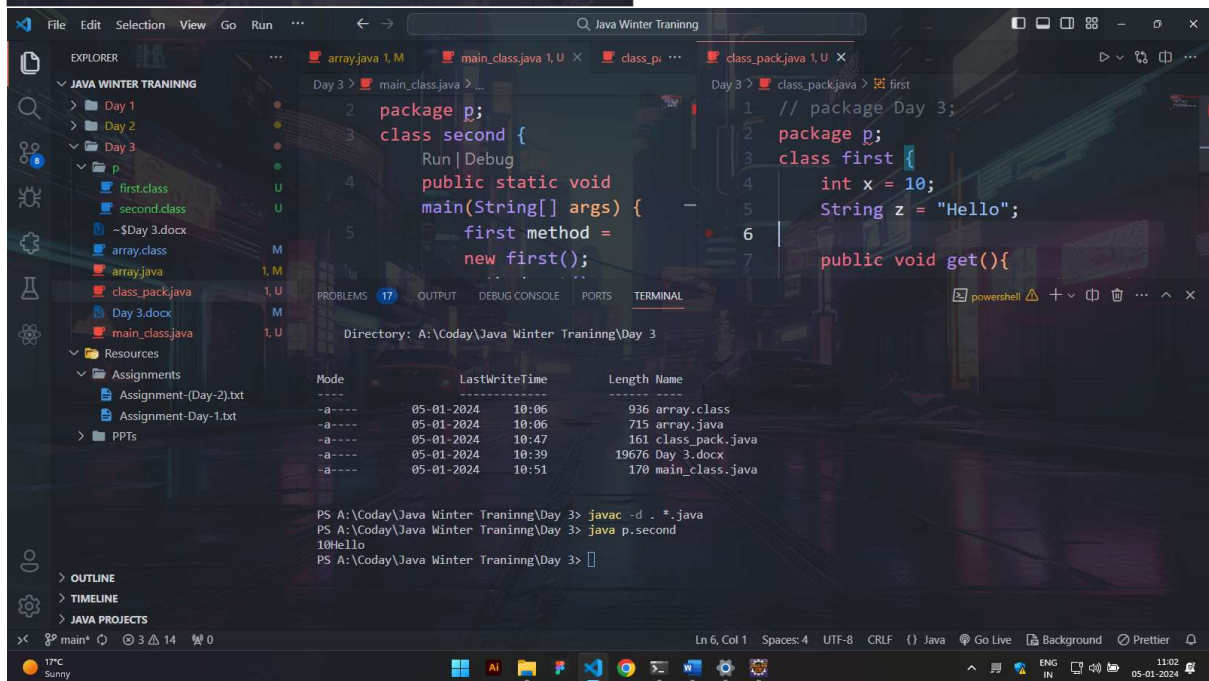 File Edit Selection View Go Run ··· ← → Java Winter Traninng
EXPLORER ···
JAVA WINTER TRANINNG
> Day 1
> Day 2
Day 3
p
first.class U
second.class U
~$Day 3.docx
array.class M
array.java 1, M
class_pack.java 1, U
Day 3.docx M
main_class.java 1, U
Resources
Assignments
Assignment-(Day-2).txt
Assignment-Day-1.txt
> PPTs
> OUTLINE
> TIMELINE
> JAVA PROJECTS
8
array.java 1, M main_class.java 1, U × class_pa ···
Day 3 > main_class.java > ...
2 package p;
3 class second {
Run | Debug
4 public static void
main(String[] args) {
5 first method =
new first();
class_pack.java 1, U ×
Day 3 > class_pack.java > first
1 // package Day 3;
2 package p;
3 class first {
4 int x = 10;
5 String z = "Hello";
6
7 public void get(){
PROBLEMS 17 OUTPUT DEBUG CONSOLE PORTS TERMINAL powershell
Directory: A:\Coday\Java Winter Traninng\Day 3
Mode LastWriteTime Length Name
---- ------------- ------ ----
-a---- 05-01-2024 10:06 936 array.class
-a---- 05-01-2024 10:06 715 array.java
-a---- 05-01-2024 10:47 161 class_pack.java
-a---- 05-01-2024 10:39 19676 Day 3.docx
-a---- 05-01-2024 10:51 170 main_class.java
PS A:\Coday\Java Winter Traninng\Day 3> javac -d . *.java
PS A:\Coday\Java Winter Traninng\Day 3> java p.second
10Hello
PS A:\Coday\Java Winter Traninng\Day 3>
main* 3 14 0 Ln 6, Col 1 Spaces: 4 UTF-8 CRLF {} Java Go Live Background Prettier
17°C
Sunny
Ai
ENG
IN
11:02
05-01-2024